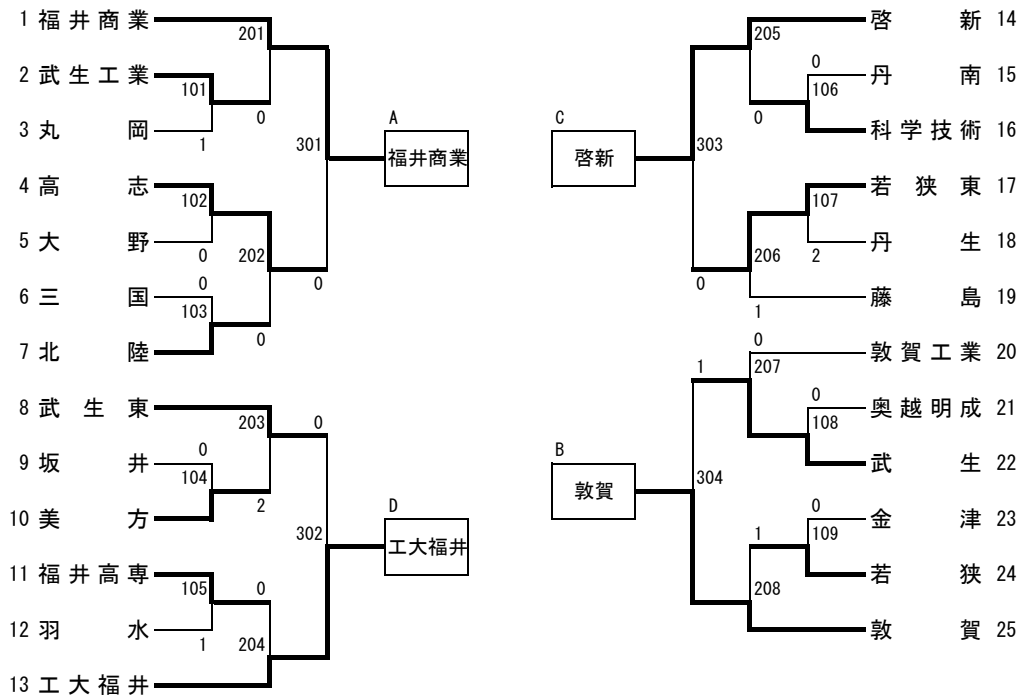 1 福井商業
201
2 武生工業
101
0
3 丸岡
1
301
A
福井商業
4 高志
102
5 大野
0
202
6 三国
0
103
0
7 北陸
0
8 武生東
203
0
9 坂井
0
104
2
10 美方
302
D
工大福井
11 福井高専
105
0
12 羽水
1
204
13 工大福井
205
啓新 14
0
丹南 15
106
0
科学技術 16
C
啓新
303
若狭東 17
107
丹生 18
2
206
0
藤島 19
1
0
敦賀工業 20
1
207
0
奥越明成 21
108
武生 22
B
敦賀
304
0
金津 23
1
109
若狭 24
208
敦賀 25